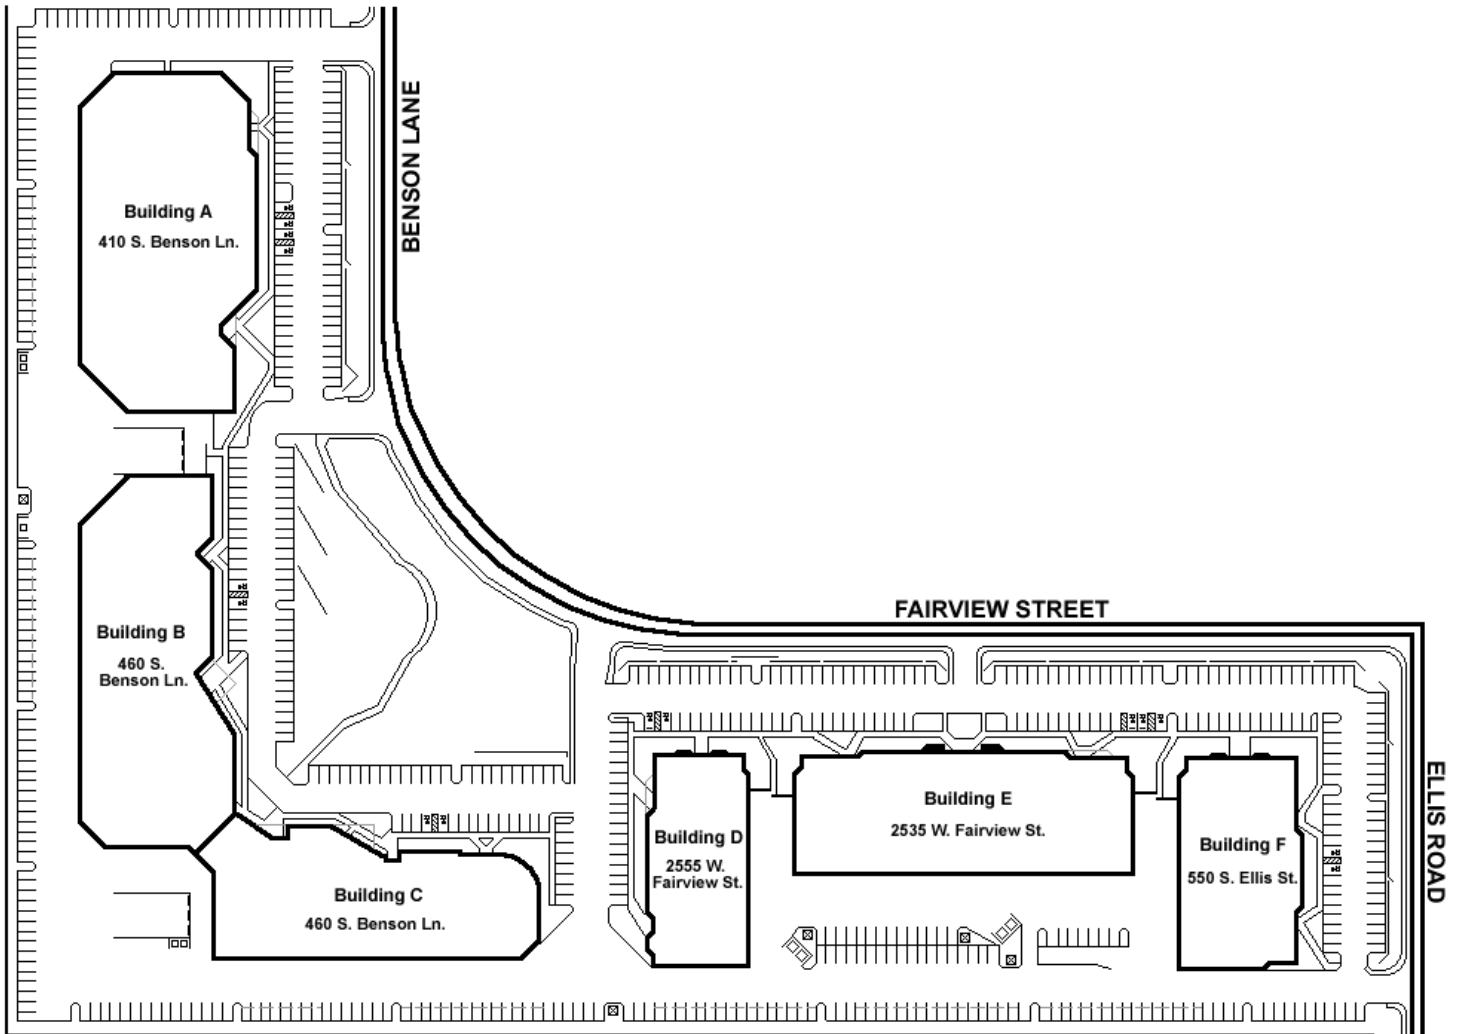 BENSON LANE
Building A
410 S. Benson Ln.
Building B
460 S.
Benson Ln.
FAIRVIEW STREET
Building C
460 S. Benson Ln.
Building D
2555 W.
Fairview St.
Building E
2535 W. Fairview St.
Building F
550 S. Ellis St.
ELLIS ROAD